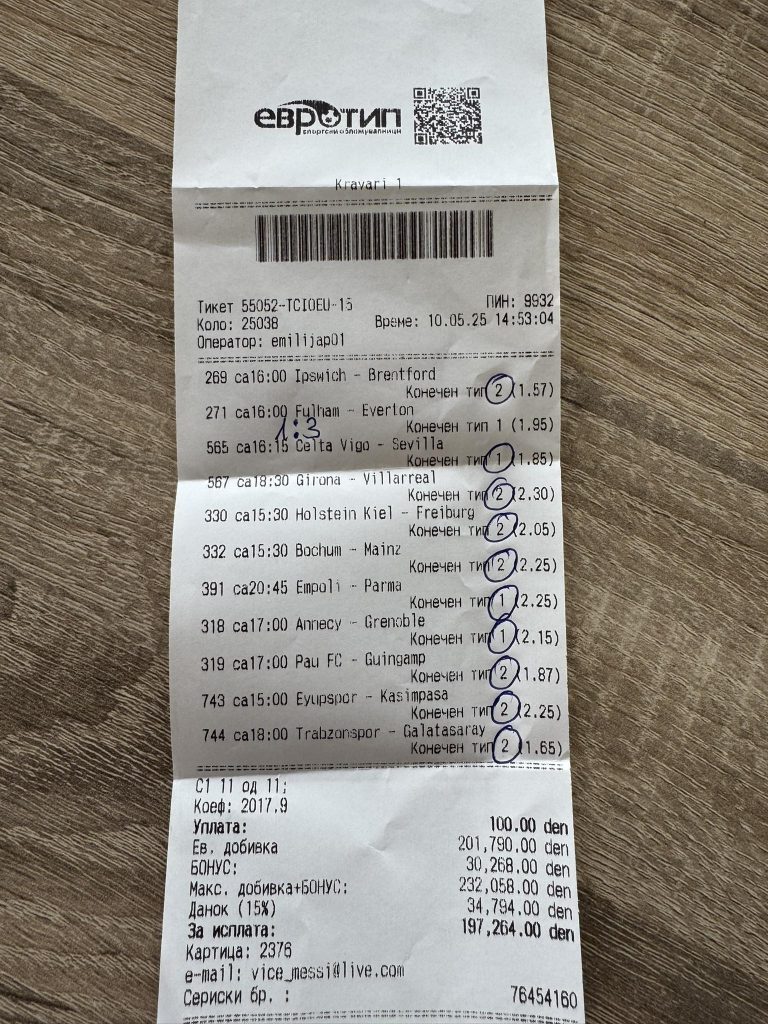 евротип
спортски обложувалници
Kravari 1
Тикет 55052-TCIOEU-15 ПИН: 9932
Коло: 25038 Време: 10.05.25 14:53:04
Оператор: emilijap01
269 са16:00 Ipswich - Brentford
Конечен тип 2 (1.57)
271 са16:00 Fulham - Everton
Конечен тип 1 (1.95)
1:3
565 са16:15 Celta Vigo - Sevilla
Конечен тип 1 (1.85)
567 са18:30 Girona - Villarreal
Конечен тип 2 (2.30)
330 са15:30 Holstein Kiel - Freiburg
Конечен тип 2 (2.05)
332 са15:30 Bochum - Mainz
Конечен тип 2 (2.25)
391 са20:45 Empoli - Parma
Конечен тип 1 (2.25)
318 са17:00 Annecy - Grenoble
Конечен тип 1 (2.15)
319 са17:00 Pau FC - Guingamp
Конечен тип 2 (1.87)
743 са15:00 Eyupspor - Kasimpasa
Конечен тип 2 (2.25)
744 са18:00 Trabzonspor - Galatasaray
Конечен тип 2 (1.65)
С1 11 од 11;
Коеф: 2017,9
Уплата: 100.00 den
Ев. добивка 201,790.00 den
БОНУС: 30,268.00 den
Макс. добивка+БОНУС: 232,058.00 den
Данок (15%) 34,794.00 den
За исплата: 197,264.00 den
Картица: 2376
e-mail: vice_messi@live.com
Сериски бр. : 76454160